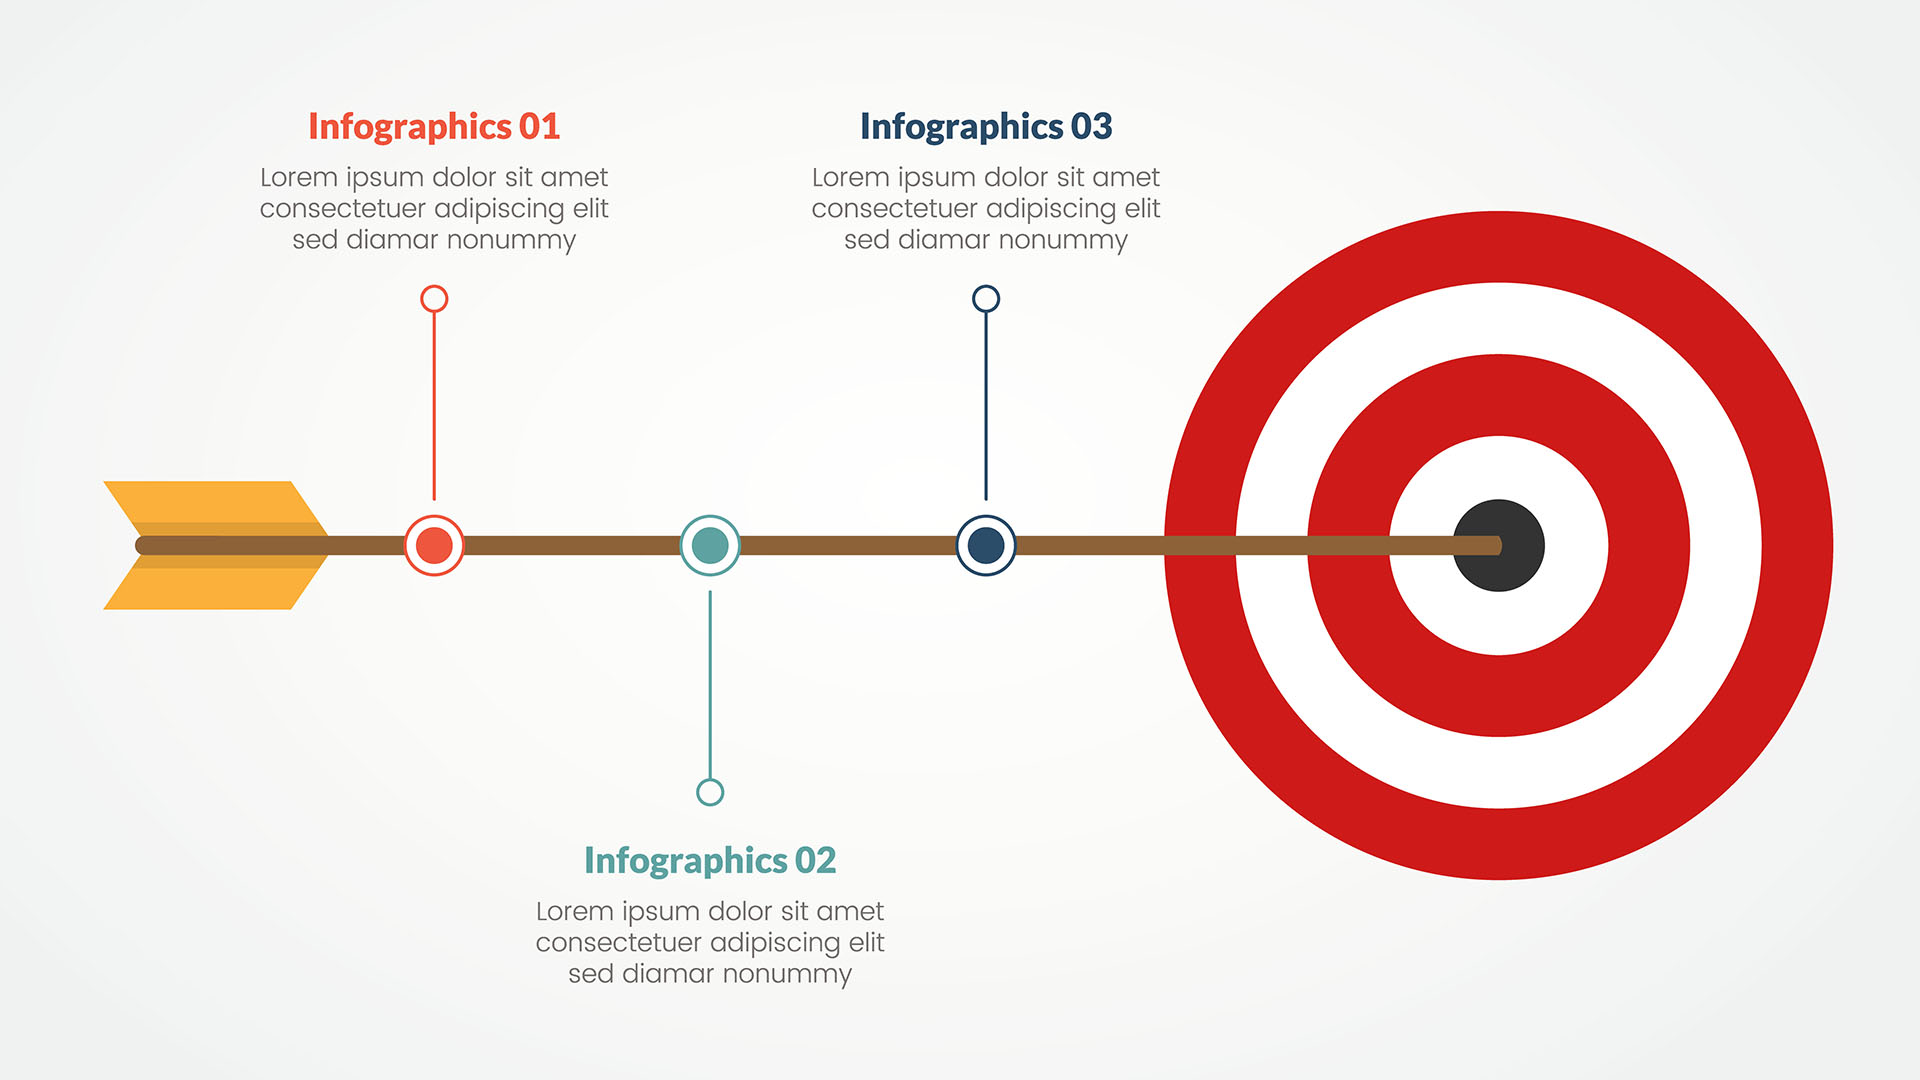 Infographics 01
Lorem ipsum dolor sit amet
consectetuer adipiscing elit
sed diamar nonummy
Infographics 03
Lorem ipsum dolor sit amet
consectetuer adipiscing elit
sed diamar nonummy
Infographics 02
Lorem ipsum dolor sit amet
consectetuer adipiscing elit
sed diamar nonummy